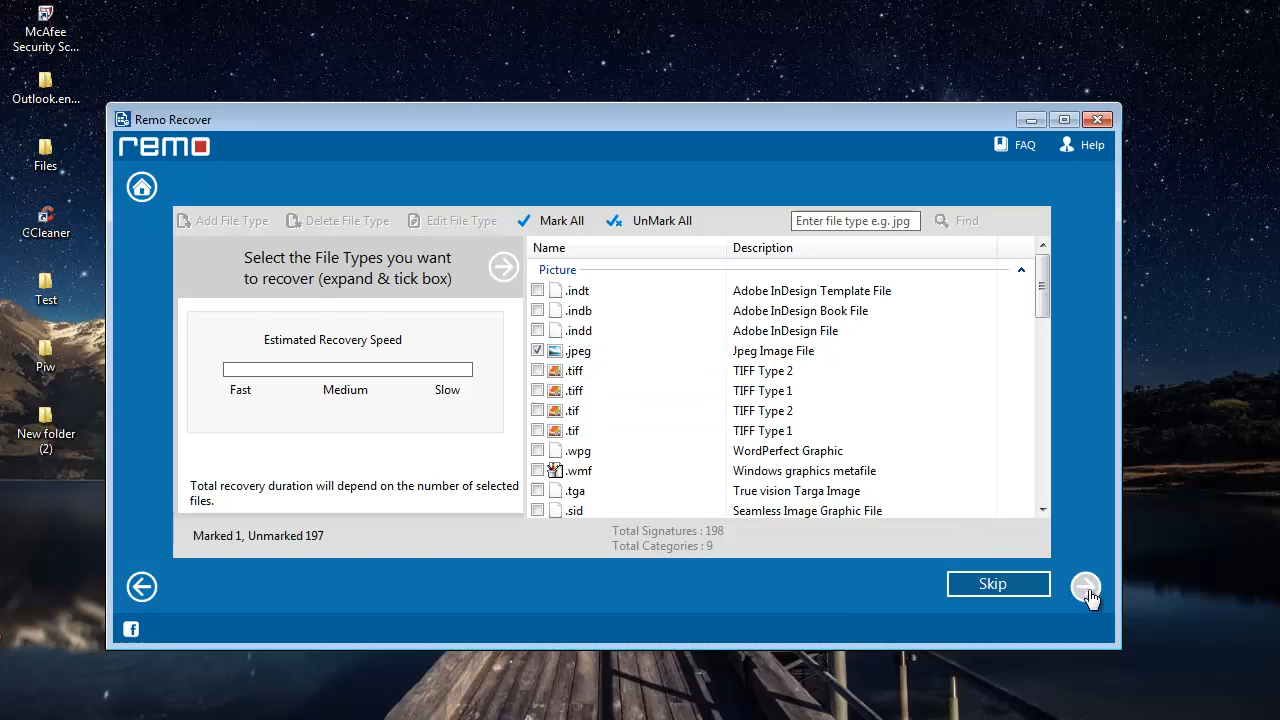 McAfee
Security Sc...
Outlook.en...
Files
CCleaner
Test
Piw
New folder
(2)
Remo Recover
remo
FAQ
Help
Add File Type
Delete File Type
Edit File Type
Mark All
UnMark All
Enter file type e.g. jpg
Find
Select the File Types you want
to recover (expand & tick box)
Estimated Recovery Speed
Fast
Medium
Slow
Total recovery duration will depend on the number of selected
files.
Name
Description
Picture
.indt Adobe InDesign Template File
.indb Adobe InDesign Book File
.indd Adobe InDesign File
.jpeg Jpeg Image File
.tiff TIFF Type 2
.tiff TIFF Type 1
.tif TIFF Type 2
.tif TIFF Type 1
.wpg WordPerfect Graphic
.wmf Windows graphics metafile
.tga True vision Targa Image
.sid Seamless Image Graphic File
Marked 1, Unmarked 197
Total Signatures : 198
Total Categories : 9
Skip
f